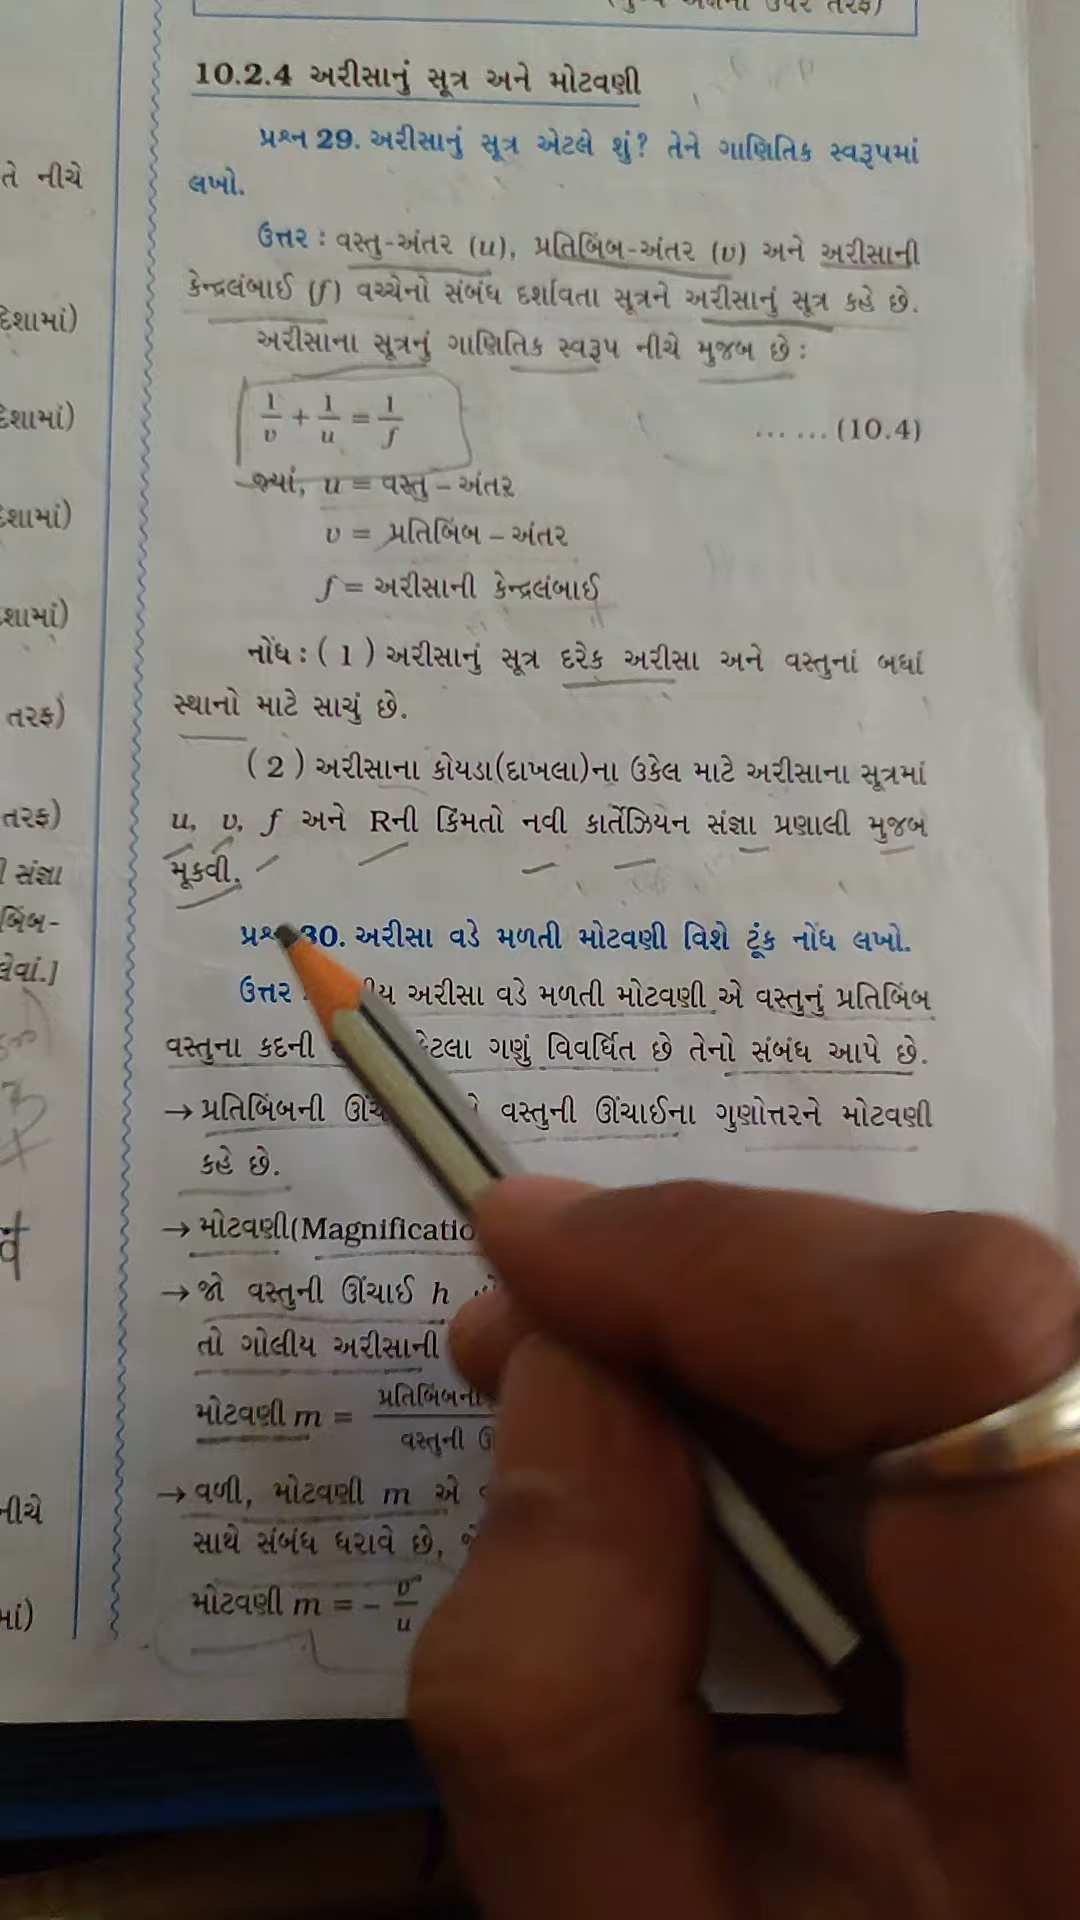 10.2.4 અરીસાનું સૂત્ર અને મોટવણી
પ્રશ્ન 29. અરીસાનું સૂત્ર એટલે શું? તેને ગાણિતિક સ્વરૂપમાં
લખો.
ઉત્તર : વસ્તુ-અંતર (u), પ્રતિબિંબ-અંતર (v) અને અરીસાની
કેન્દ્રલંબાઈ (f) વચ્ચેનો સંબંધ દર્શાવતા સૂત્રને અરીસાનું સૂત્ર કહે છે.
અરીસાના સૂત્રનું ગાણિતિક સ્વરૂપ નીચે મુજબ છે :
1/v + 1/u = 1/f ...... (10.4)
જ્યાં, u = વસ્તુ – અંતર
v = પ્રતિબિંબ – અંતર
f = અરીસાની કેન્દ્રલંબાઈ
નોંધ : (1) અરીસાનું સૂત્ર દરેક અરીસા અને વસ્તુનાં બધાં
સ્થાનો માટે સાચું છે.
(2) અરીસાના કોયડા(દાખલા)ના ઉકેલ માટે અરીસાના સૂત્રમાં
u, v, f અને Rની કિંમતો નવી કાર્તેઝિયન સંજ્ઞા પ્રણાલી મુજબ
મૂકવી.
30. અરીસા વડે મળતી મોટવણી વિશે ટૂંક નોંધ લખો.
ઉત્તર અરીસા વડે મળતી મોટવણી એ વસ્તુનું પ્રતિબિંબ
વસ્તુના કદની ગણું વિવર્ધિત છે તેનો સંબંધ આપે છે.
→ પ્રતિબિંબની વસ્તુની ઊંચાઈના ગુણોત્તરને મોટવણી
કહે છે.
→ મોટવણી(Magnificatio
→ જો વસ્તુની ઊંચાઈ h
તો ગોલીય અરીસાની
મોટવણી m = પ્રતિબિંબની
વસ્તુની
→ વળી, મોટવણી m એ
સાથે સંબંધ ધરાવે છે,
મોટવણી m = – v/u
તે નીચે
તરફ)
તરફ)
સંજ્ઞા